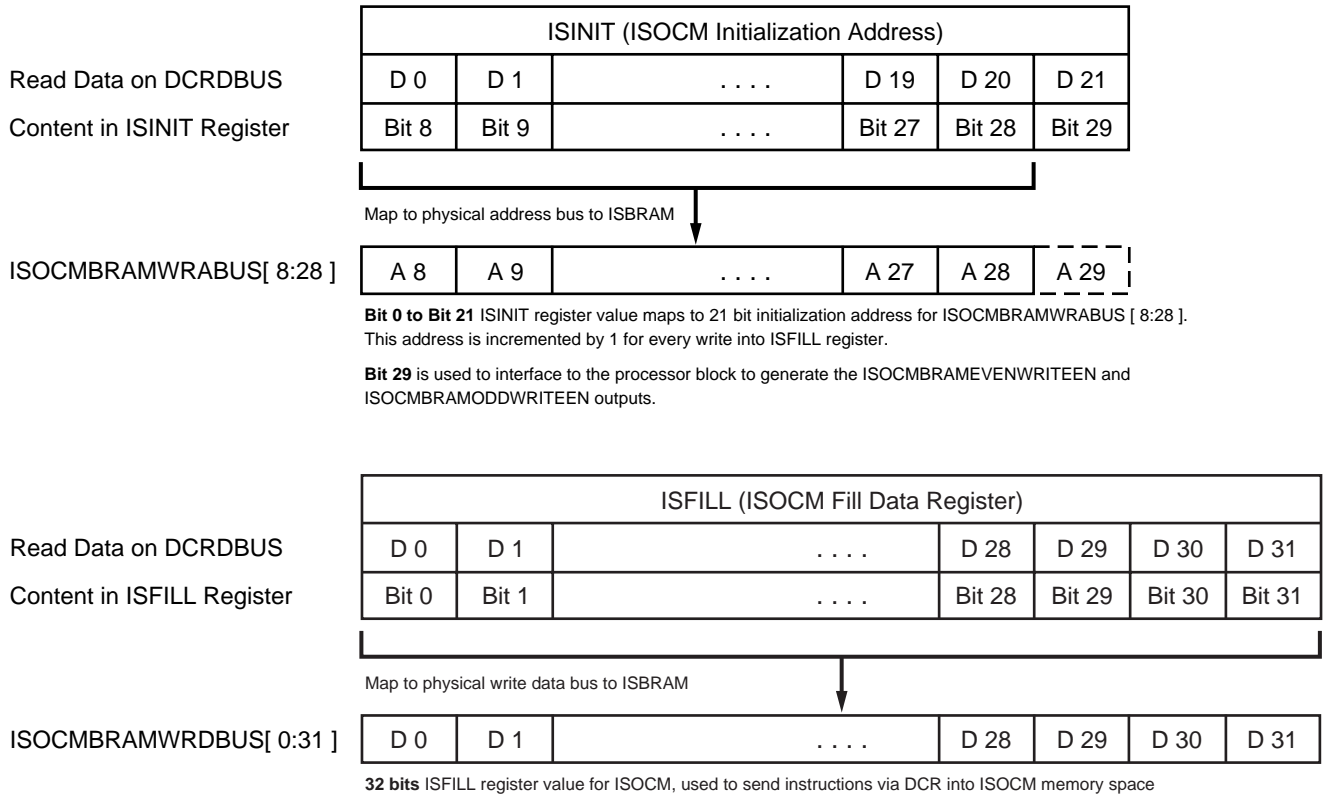 ISINIT (ISOCM Initialization Address)
Read Data on DCRDBUS D 0 D 1 . . . . D 19 D 20 D 21
Content in ISINIT Register Bit 8 Bit 9 . . . . Bit 27 Bit 28 Bit 29
Map to physical address bus to ISBRAM
ISOCMBRAMWRABUS[ 8:28 ] A 8 A 9 . . . . A 27 A 28 A 29
Bit 0 to Bit 21 ISINIT register value maps to 21 bit initialization address for ISOCMBRAMWRABUS [ 8:28 ].
This address is incremented by 1 for every write into ISFILL register.
Bit 29 is used to interface to the processor block to generate the ISOCMBRAMEVENWRITEEN and
ISOCMBRAMODDWRITEEN outputs.
ISFILL (ISOCM Fill Data Register)
Read Data on DCRDBUS D 0 D 1 . . . . D 28 D 29 D 30 D 31
Content in ISFILL Register Bit 0 Bit 1 . . . . Bit 28 Bit 29 Bit 30 Bit 31
Map to physical write data bus to ISBRAM
ISOCMBRAMWRDBUS[ 0:31 ] D 0 D 1 . . . . D 28 D 29 D 30 D 31
32 bits ISFILL register value for ISOCM, used to send instructions via DCR into ISOCM memory space